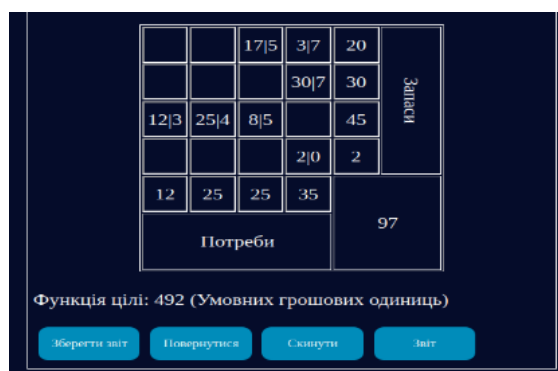 17|5 3|7 20
30|7 30
Запаси
12|3 25|4 8|5 45
2|0 2
12 25 25 35
97
Потреби
Функція цілі: 492 (Умовних грошових одиниць)
Зберегти звіт Повернутися Скинути Звіт